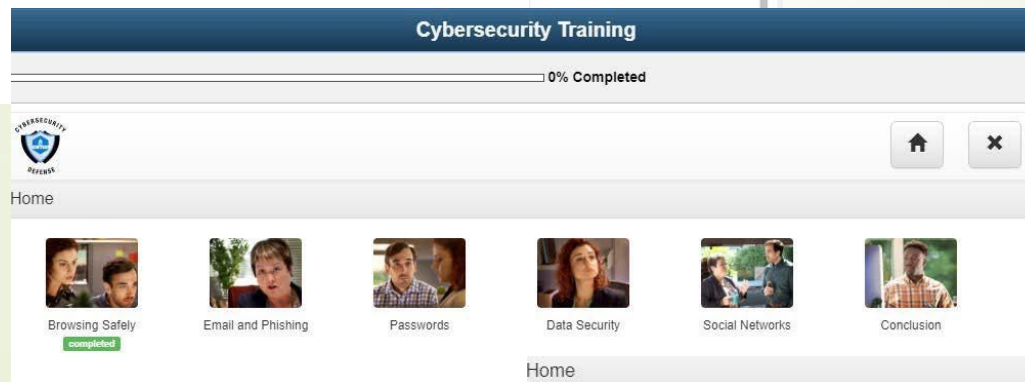 Cybersecurity Training
0% Completed
CYBERSECURITY
DEFENSE
Home
Browsing Safely
Email and Phishing
Passwords
Data Security
Social Networks
Conclusion
completed
Home